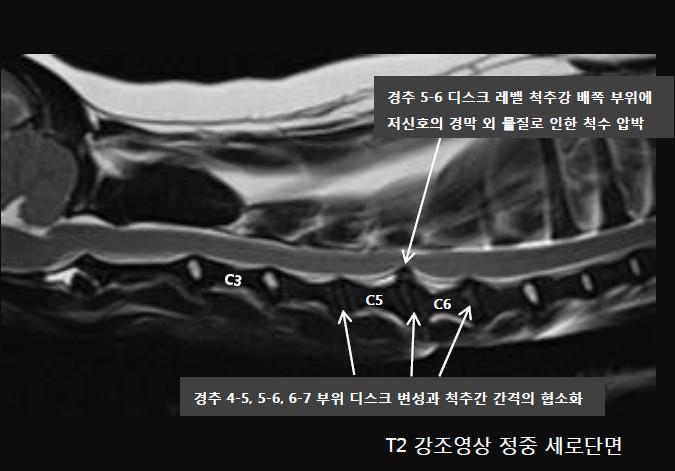 경추 5-6 디스크 레벨 척추강 배쪽 부위에
저신호의 경막 외 물질로 인한 척수 압박
C3
C5
C6
경추 4-5, 5-6, 6-7 부위 디스크 변성과 척추간 간격의 협소화
T2 강조영상 정중 세로단면